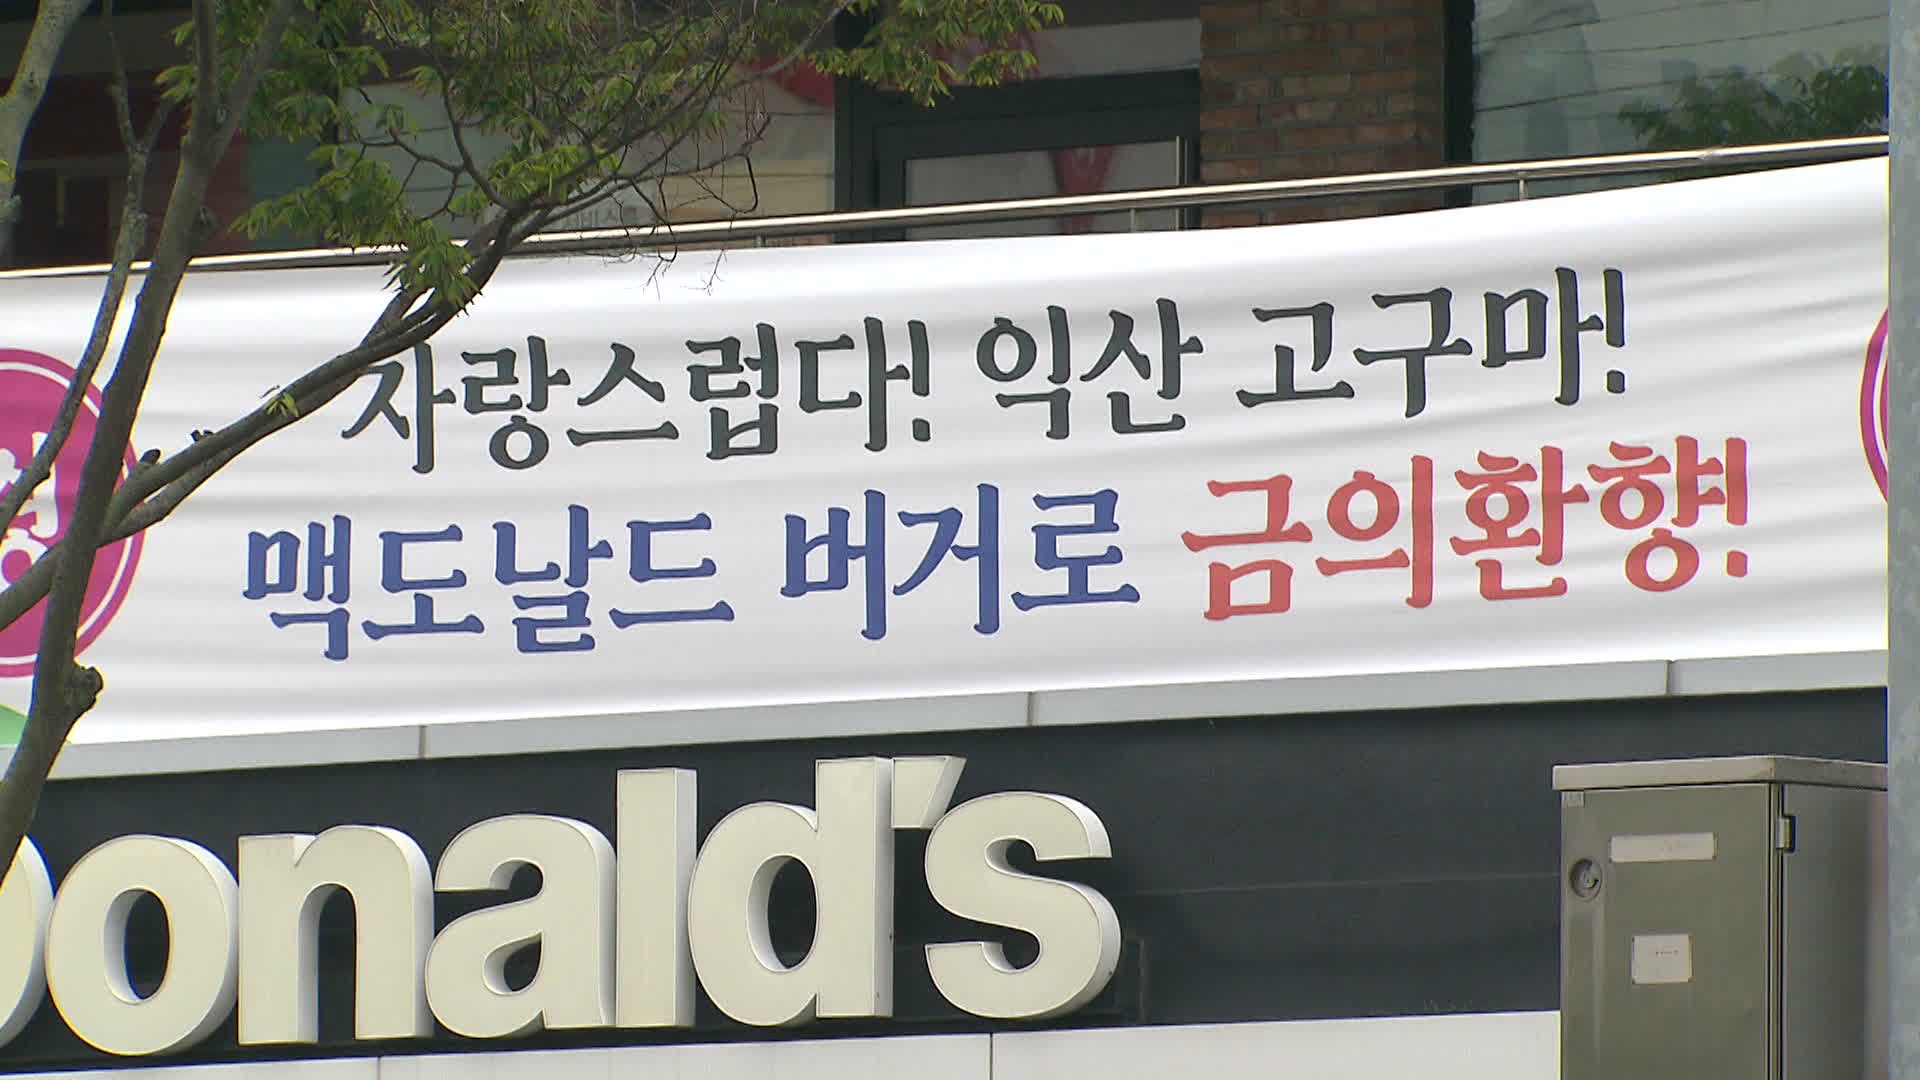 자랑스럽다! 익산 고구마!
맥도날드 버거로 금의환향!
onald's